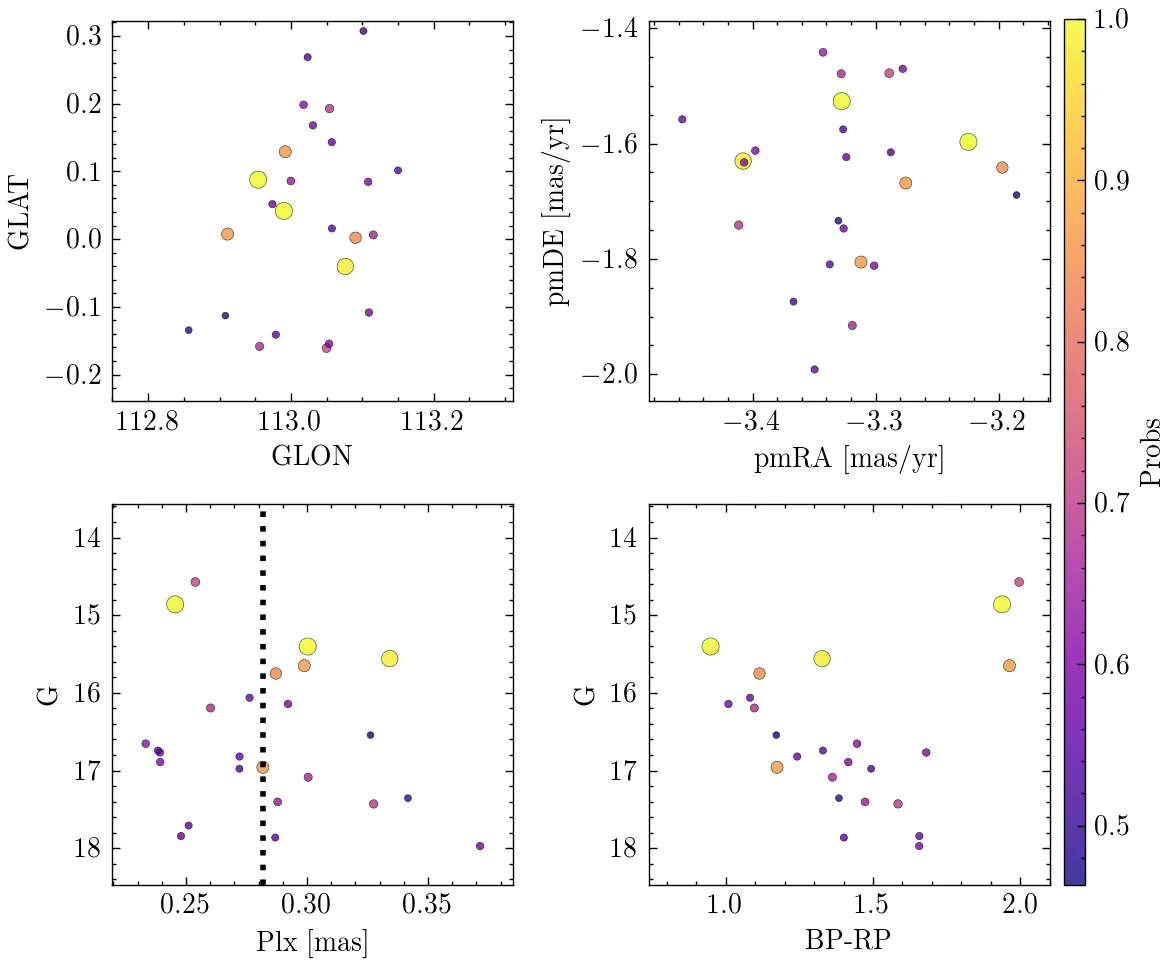 0.3
0.2
0.1
0.0
−0.1
−0.2
GLAT
112.8 113.0 113.2
GLON
−1.4
−1.6
−1.8
−2.0
pmDE [mas/yr]
−3.4 −3.3 −3.2
pmRA [mas/yr]
1.0
0.9
0.8
0.7
0.6
0.5
Probs
14
15
16
17
18
G
0.25 0.30 0.35
Plx [mas]
14
15
16
17
18
G
1.0 1.5 2.0
BP-RP